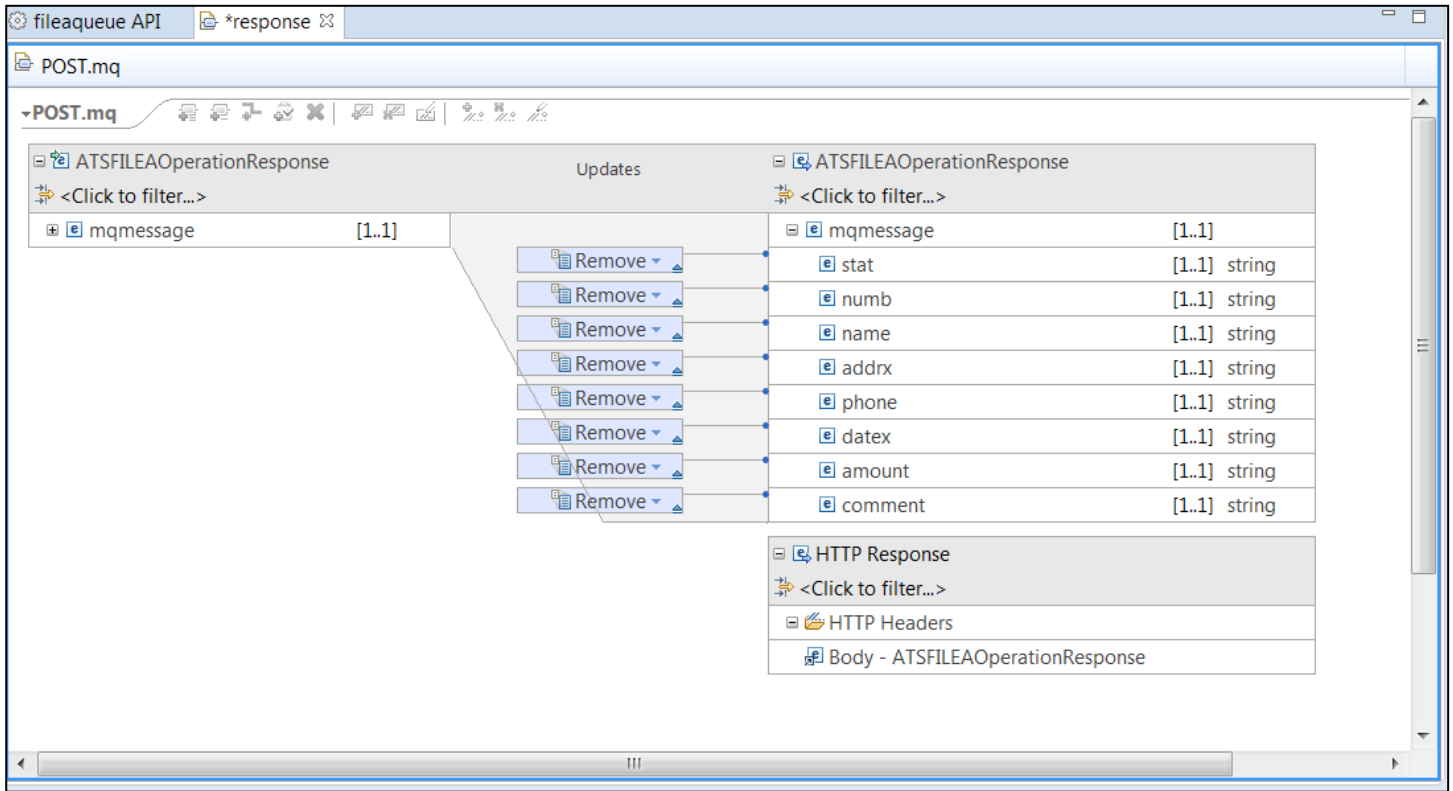 fileaqueue API *response
POST.mq
POST.mq
ATSFILEAOperationResponse Updates ATSFILEAOperationResponse
<Click to filter...> <Click to filter...>
mqmessage [1..1] mqmessage [1..1]
Remove stat [1..1] string
Remove numb [1..1] string
Remove name [1..1] string
Remove addrx [1..1] string
Remove phone [1..1] string
Remove datex [1..1] string
Remove amount [1..1] string
Remove comment [1..1] string
HTTP Response
<Click to filter...>
HTTP Headers
Body - ATSFILEAOperationResponse